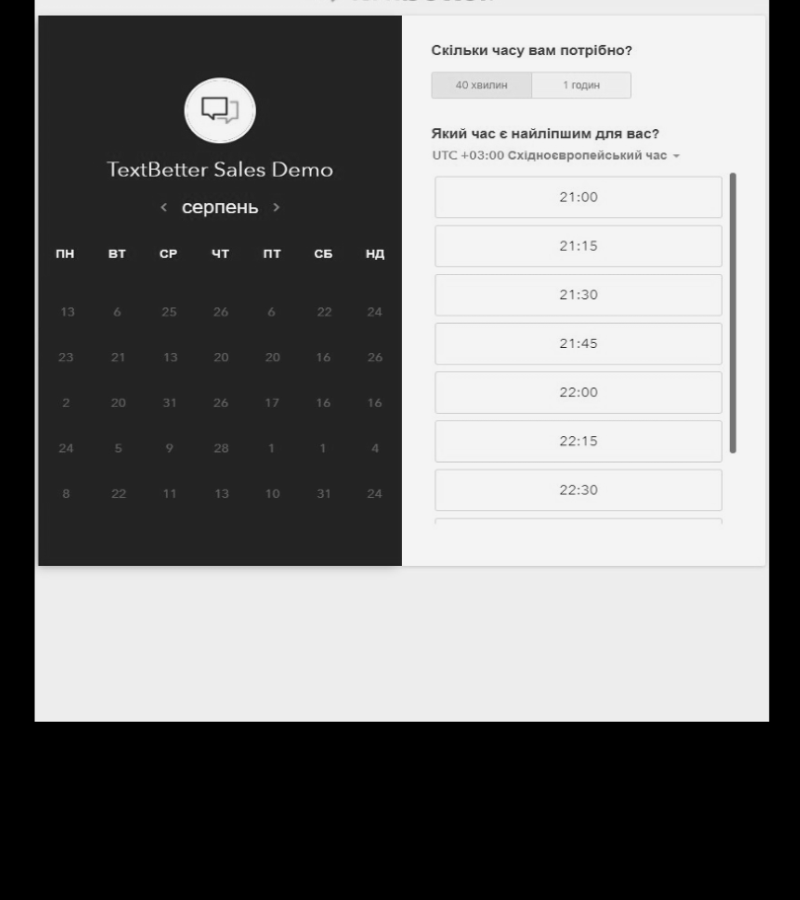 TextBetter Sales Demo
‹ серпень ›
ПН ВТ СР ЧТ ПТ СБ НД
13 6 25 26 6 22 24
23 21 13 20 20 16 26
2 20 31 26 17 16 16
24 5 9 28 1 1 4
8 22 11 13 10 31 24
Скільки часу вам потрібно?
40 хвилин 1 годин
Який час є найліпшим для вас?
UTC +03:00 Східноєвропейський час
21:00
21:15
21:30
21:45
22:00
22:15
22:30